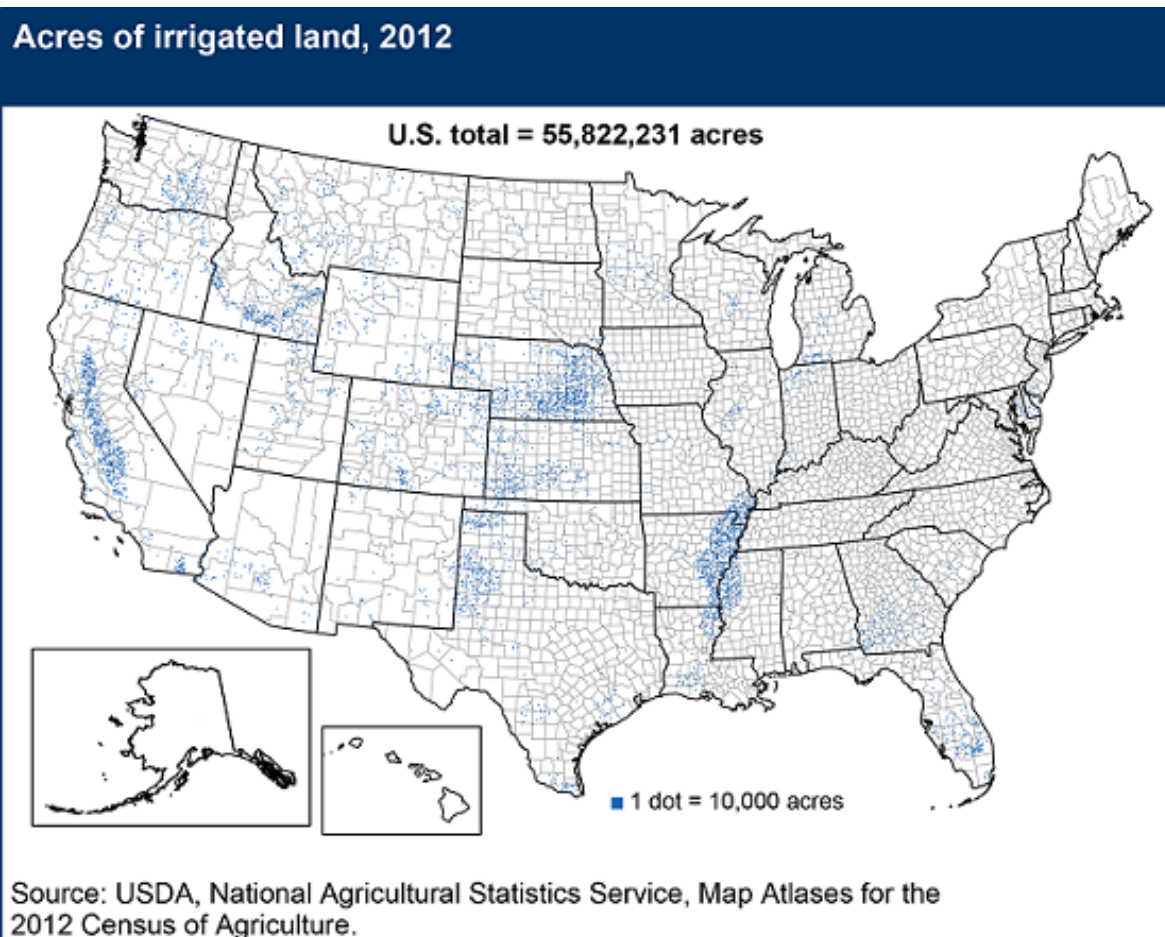 Acres of irrigated land, 2012
U.S. total = 55,822,231 acres
1 dot = 10,000 acres
Source: USDA, National Agricultural Statistics Service, Map Atlases for the
2012 Census of Agriculture.